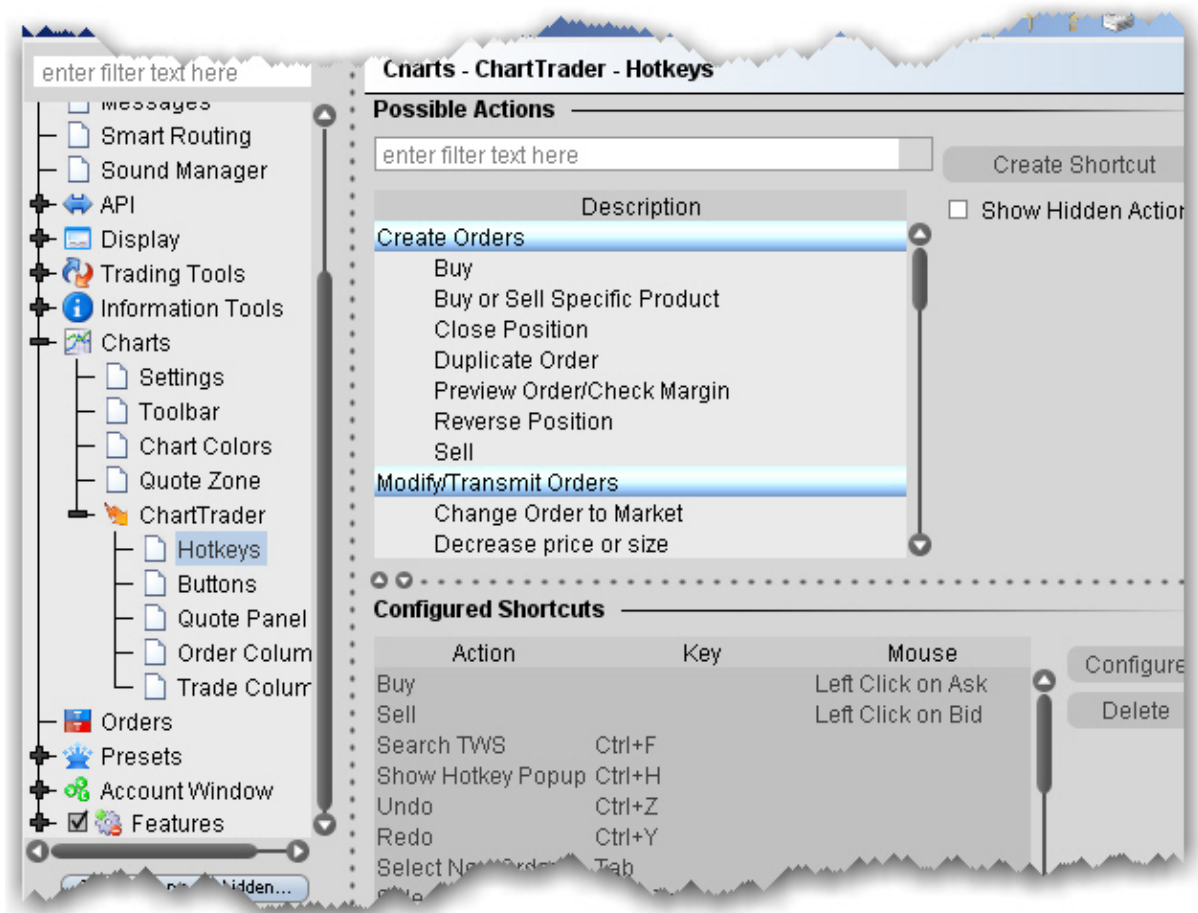 enter filter text here
Messages
Smart Routing
Sound Manager
API
Display
Trading Tools
Information Tools
Charts
Settings
Toolbar
Chart Colors
Quote Zone
ChartTrader
Hotkeys
Buttons
Quote Panel
Order Colum
Trade Colum
Orders
Presets
Account Window
Features
hidden...
Charts - ChartTrader - Hotkeys
Possible Actions
enter filter text here
Create Shortcut
Show Hidden Action
Description
Create Orders
Buy
Buy or Sell Specific Product
Close Position
Duplicate Order
Preview Order/Check Margin
Reverse Position
Sell
Modify/Transmit Orders
Change Order to Market
Decrease price or size
Configured Shortcuts
Action Key Mouse
Configure
Delete
Buy Left Click on Ask
Sell Left Click on Bid
Search TWS Ctrl+F
Show Hotkey Popup Ctrl+H
Undo Ctrl+Z
Redo Ctrl+Y
Select Tab